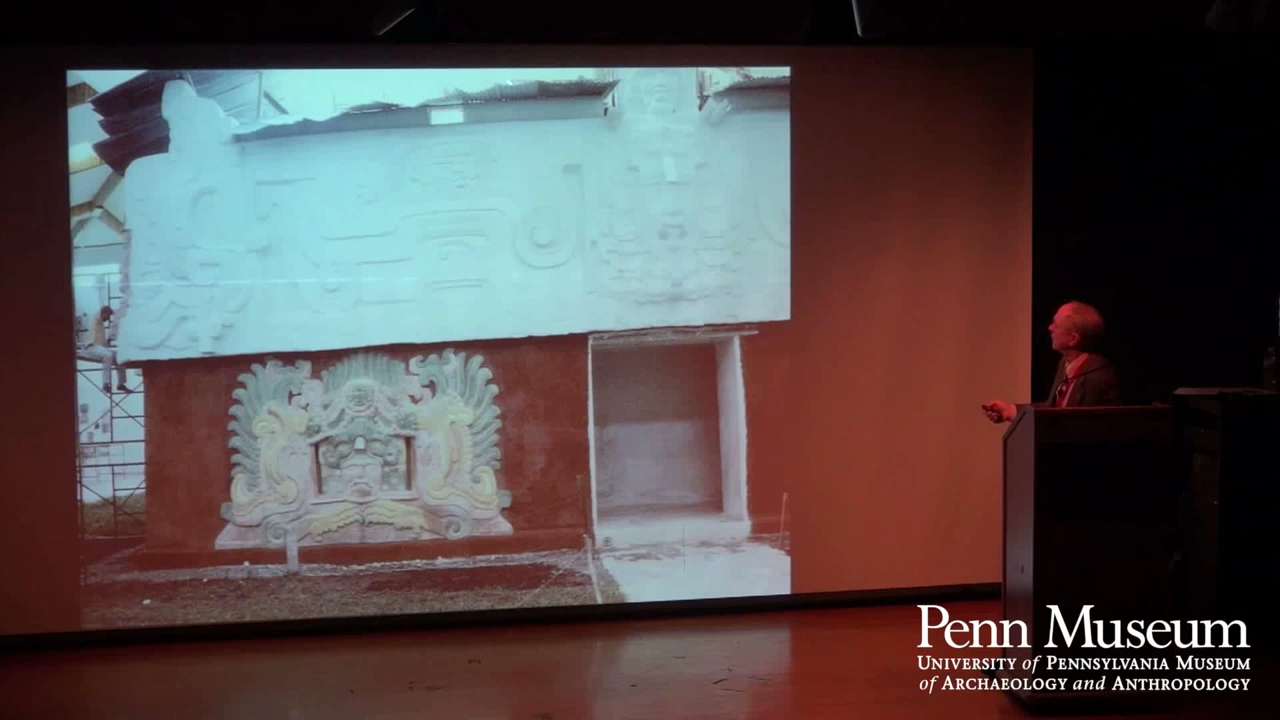 Penn Museum
UNIVERSITY of PENNSYLVANIA MUSEUM
of ARCHAEOLOGY and ANTHROPOLOGY